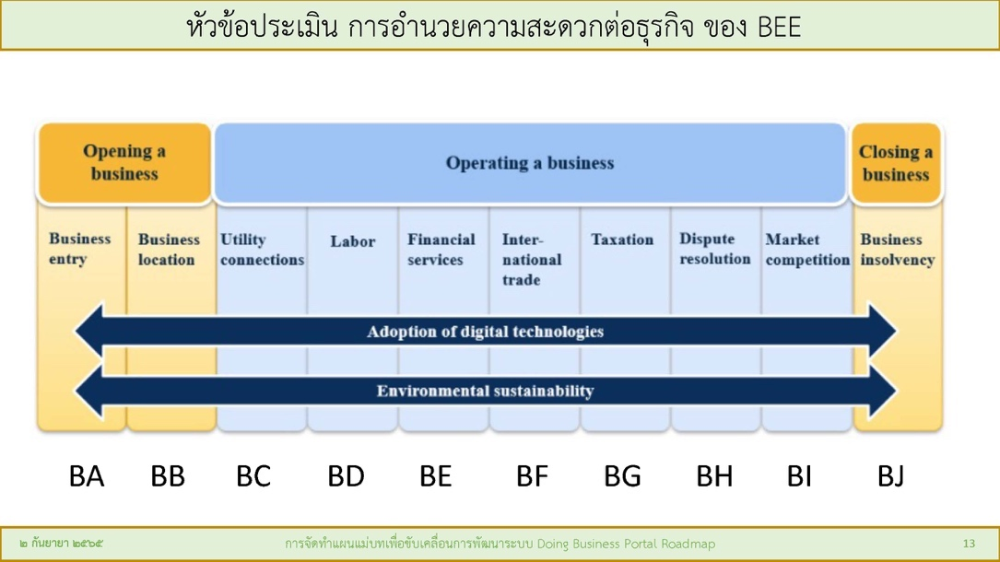 หัวข้อประเมิน การอำนวยความสะดวกต่อธุรกิจ ของ BEE
Opening a
business
Operating a business
Closing a
business
Business
entry
Business
location
Utility
connections
Labor
Financial
services
Inter-
national
trade
Taxation
Dispute
resolution
Market
competition
Business
insolvency
Adoption of digital technologies
Environmental sustainability
BA BB BC BD BE BF BG BH BI BJ
๒ กันยายา ๒๕๖๕ การจัดทำแผนแม่บทเพื่อขับเคลื่อนการพัฒนาระบบ Doing Business Portal Roadmap 13